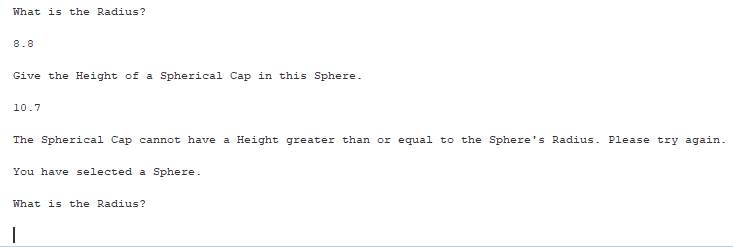 What is the Radius?
8.8
Give the Height of a Spherical Cap in this Sphere.
10.7
The Spherical Cap cannot have a Height greater than or equal to the Sphere's Radius. Please try again.
You have selected a Sphere.
What is the Radius?